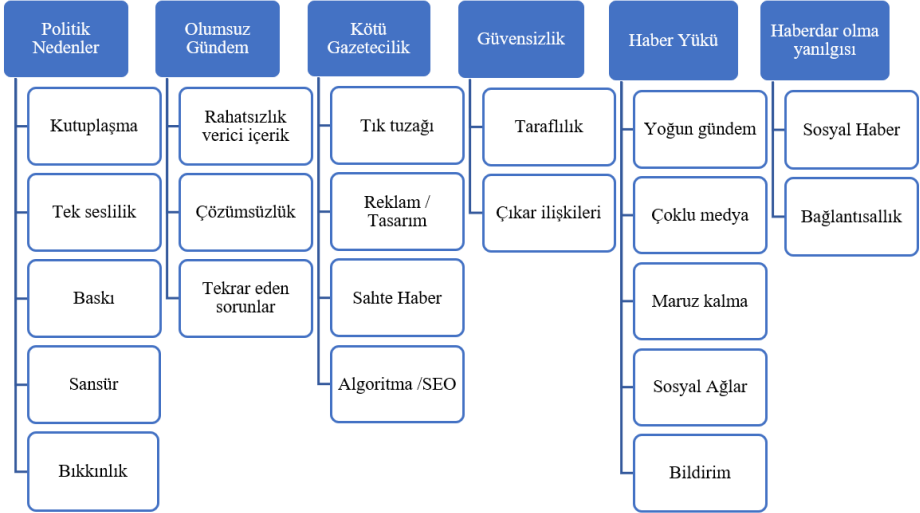 Politik
Nedenler
Kutuplaşma
Tek seslilik
Baskı
Sansür
Bıkkınlık
Olumsuz
Gündem
Rahatsızlık
verici içerik
Çözümsüzlük
Tekrar eden
sorunlar
Kötü
Gazetecilik
Tık tuzağı
Reklam /
Tasarım
Sahte Haber
Algoritma /SEO
Güvensizlik
Taraflılık
Çıkar ilişkileri
Haber Yükü
Yoğun gündem
Çoklu medya
Maruz kalma
Sosyal Ağlar
Bildirim
Haberdar olma
yanılgısı
Sosyal Haber
Bağlantısallık